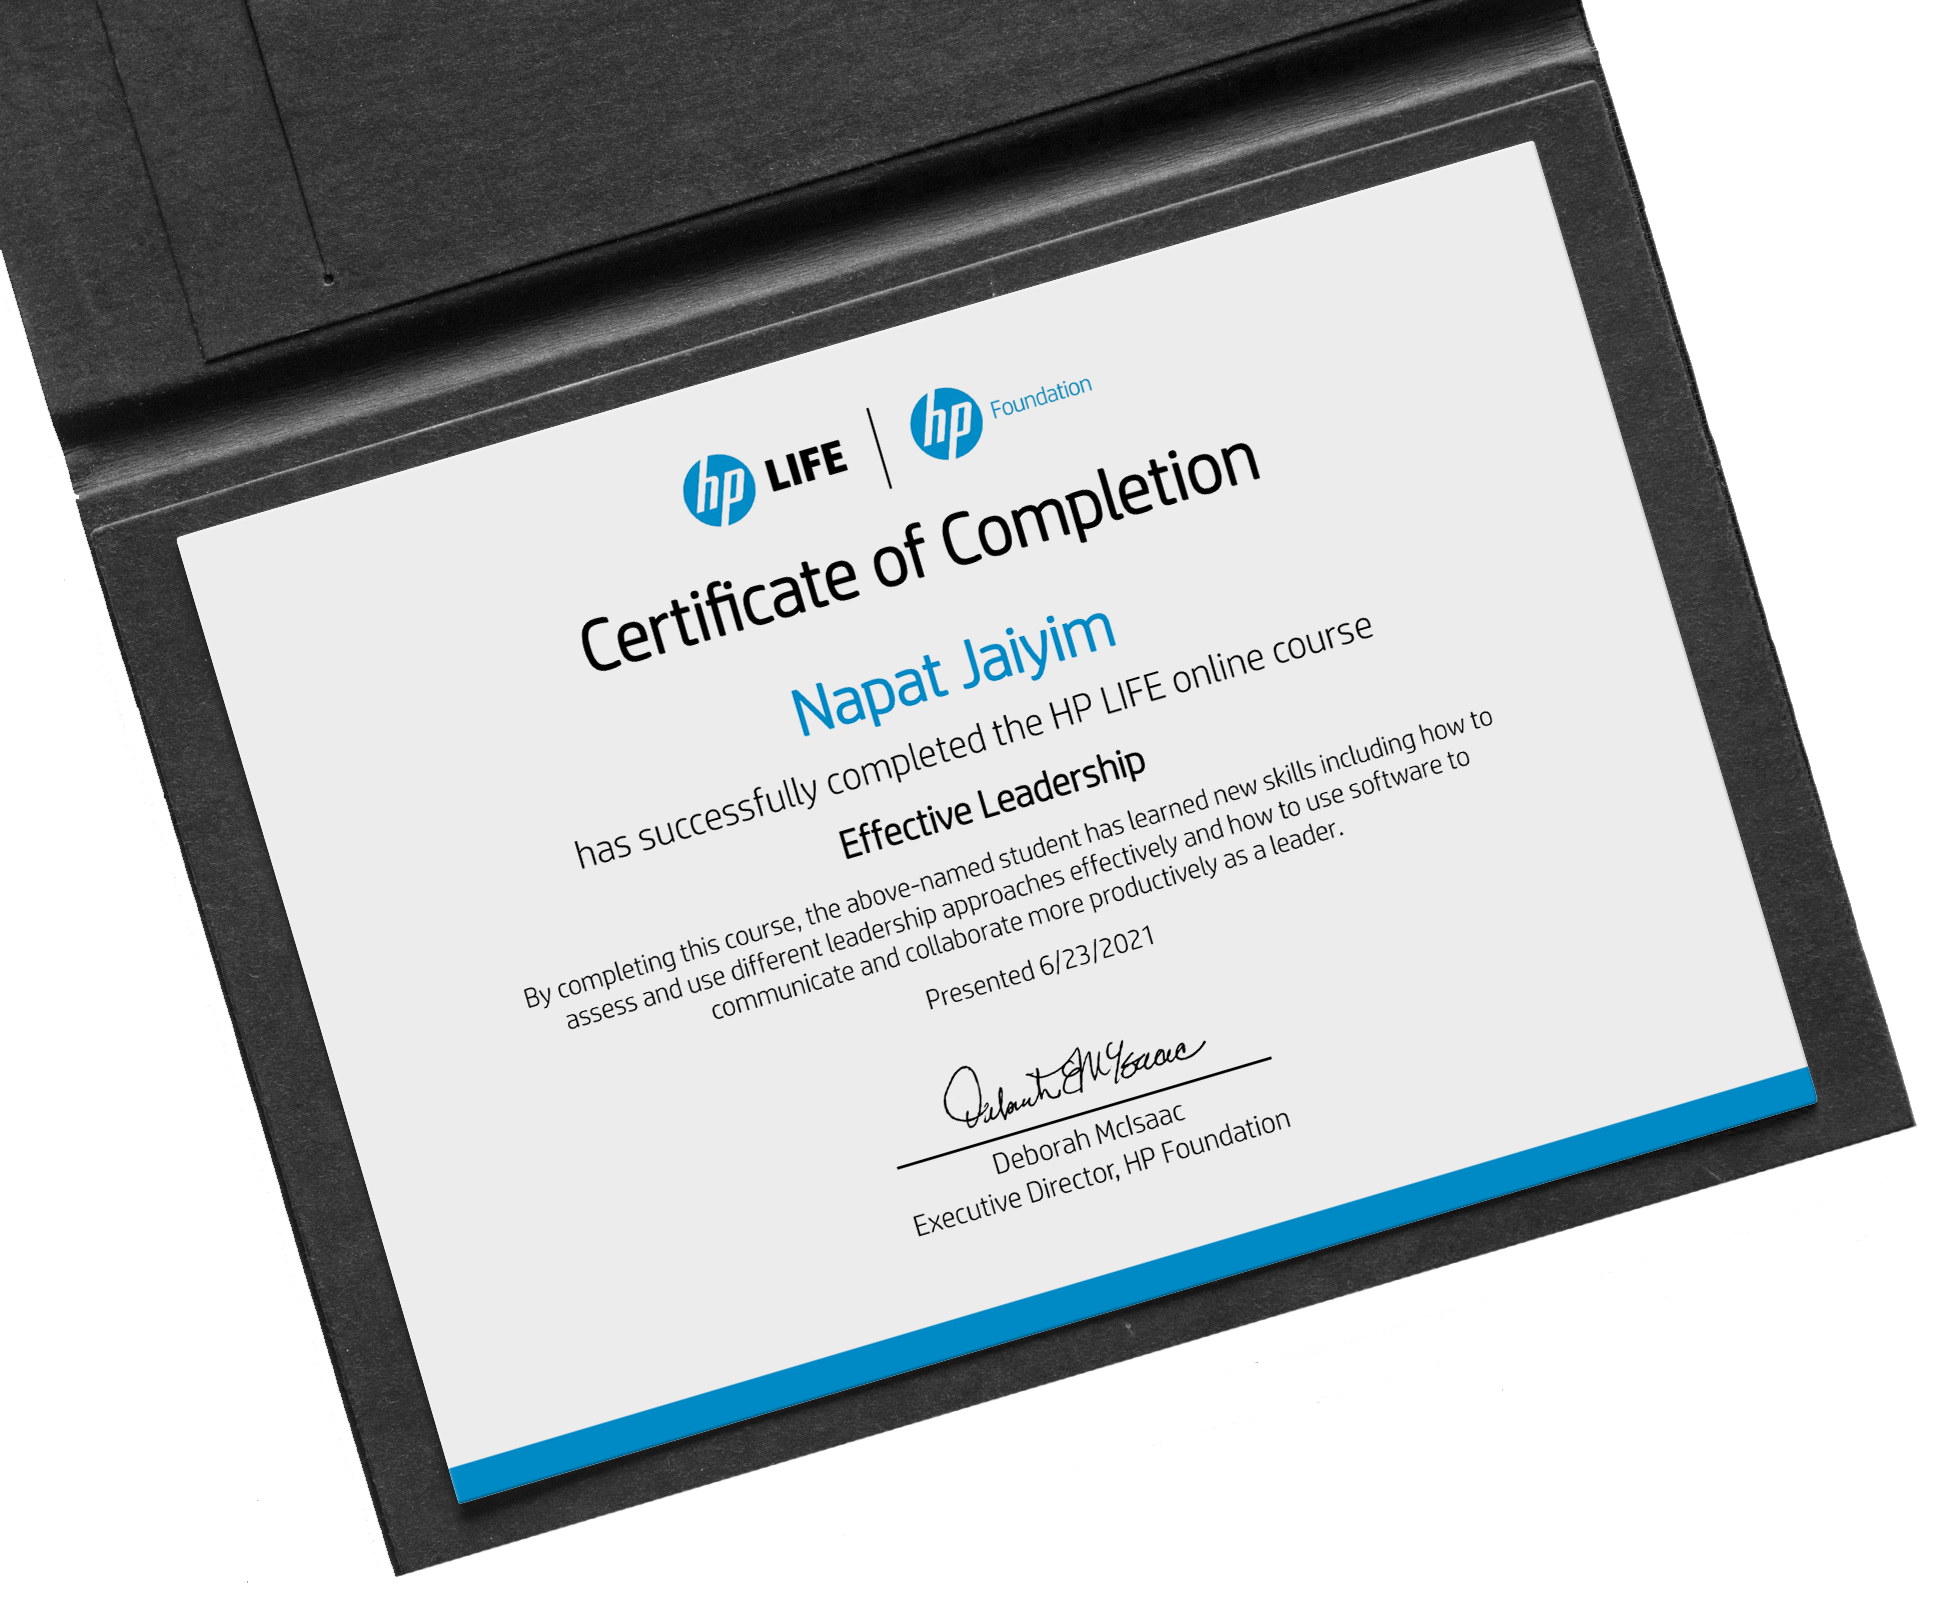 hp LIFE | hp Foundation
Certificate of Completion
Napat Jaiyim
has successfully completed the HP LIFE online course
Effective Leadership
By completing this course, the above-named student has learned new skills including how to
assess and use different leadership approaches effectively and how to use software to
communicate and collaborate more productively as a leader.
Presented 6/23/2021
Deborah E McIsaac
Deborah McIsaac
Executive Director, HP Foundation